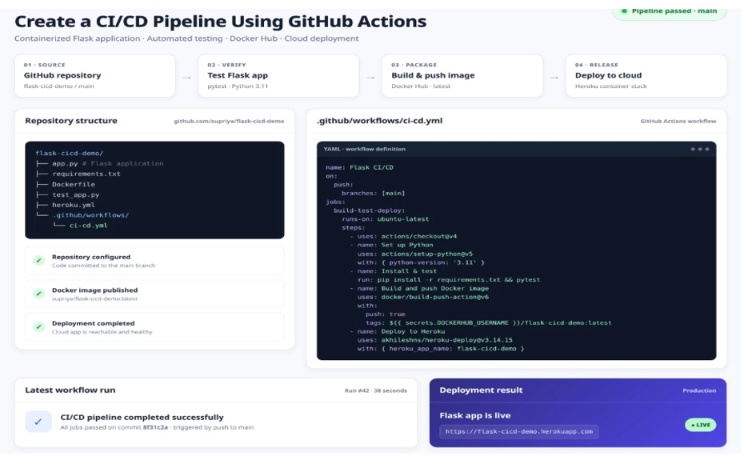 Create a CI/CD Pipeline Using GitHub Actions
Pipeline passed · main
Containerized Flask application · Automated testing · Docker Hub · Cloud deployment
01 · SOURCE
GitHub repository
flask-cicd-demo / main
→
02 · VERIFY
Test Flask app
pytest · Python 3.11
→
03 · PACKAGE
Build & push image
Docker Hub · latest
→
04 · RELEASE
Deploy to cloud
Heroku container stack
Repository structure
github.com/supriya/flask-cicd-demo
flask-cicd-demo/
├── app.py # Flask application
├── requirements.txt
├── Dockerfile
├── test_app.py
├── heroku.yml
└── .github/workflows/
└── ci-cd.yml
✓ Repository configured
Code committed to the main branch
✓ Docker image published
supriya/flask-cicd-demo:latest
✓ Deployment completed
Cloud app is reachable and healthy
.github/workflows/ci-cd.yml
GitHub Actions workflow
YAML · workflow definition
name: Flask CI/CD
on:
push:
branches: [main]
jobs:
build-test-deploy:
runs-on: ubuntu-latest
steps:
- uses: actions/checkout@v4
- name: Set up Python
uses: actions/setup-python@v5
with: { python-version: '3.11' }
- name: Install & test
run: pip install -r requirements.txt && pytest
- name: Build and push Docker image
uses: docker/build-push-action@v6
with:
push: true
tags: ${{ secrets.DOCKERHUB_USERNAME }}/flask-cicd-demo:latest
- name: Deploy to Heroku
uses: akhileshns/heroku-deploy@v3.14.15
with: { heroku_app_name: flask-cicd-demo }
Latest workflow run
Run #42 · 38 seconds
✓ CI/CD pipeline completed successfully
All jobs passed on commit 8f31c2a · triggered by push to main
Deployment result
Production
Flask app is live
https://flask-cicd-demo.herokuapp.com
● LIVE